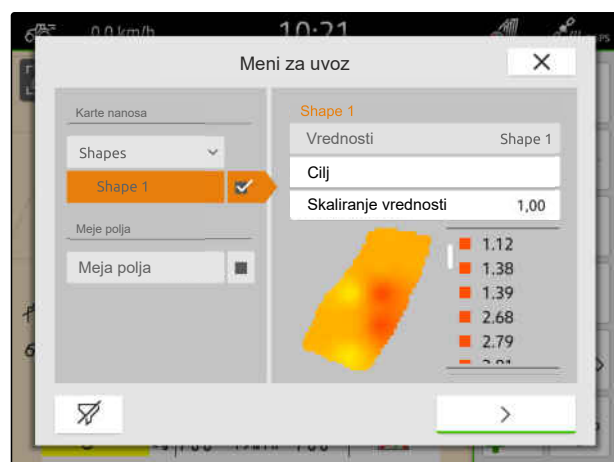 0.0 km/h
10:21
Meni za uvoz
Karte nanosa
Shapes
Shape 1
Meje polja
Meja polja
Shape 1
Vrednosti Shape 1
Cilj
Skaliranje vrednosti 1,00
1.12
1.38
1.39
2.68
2.79